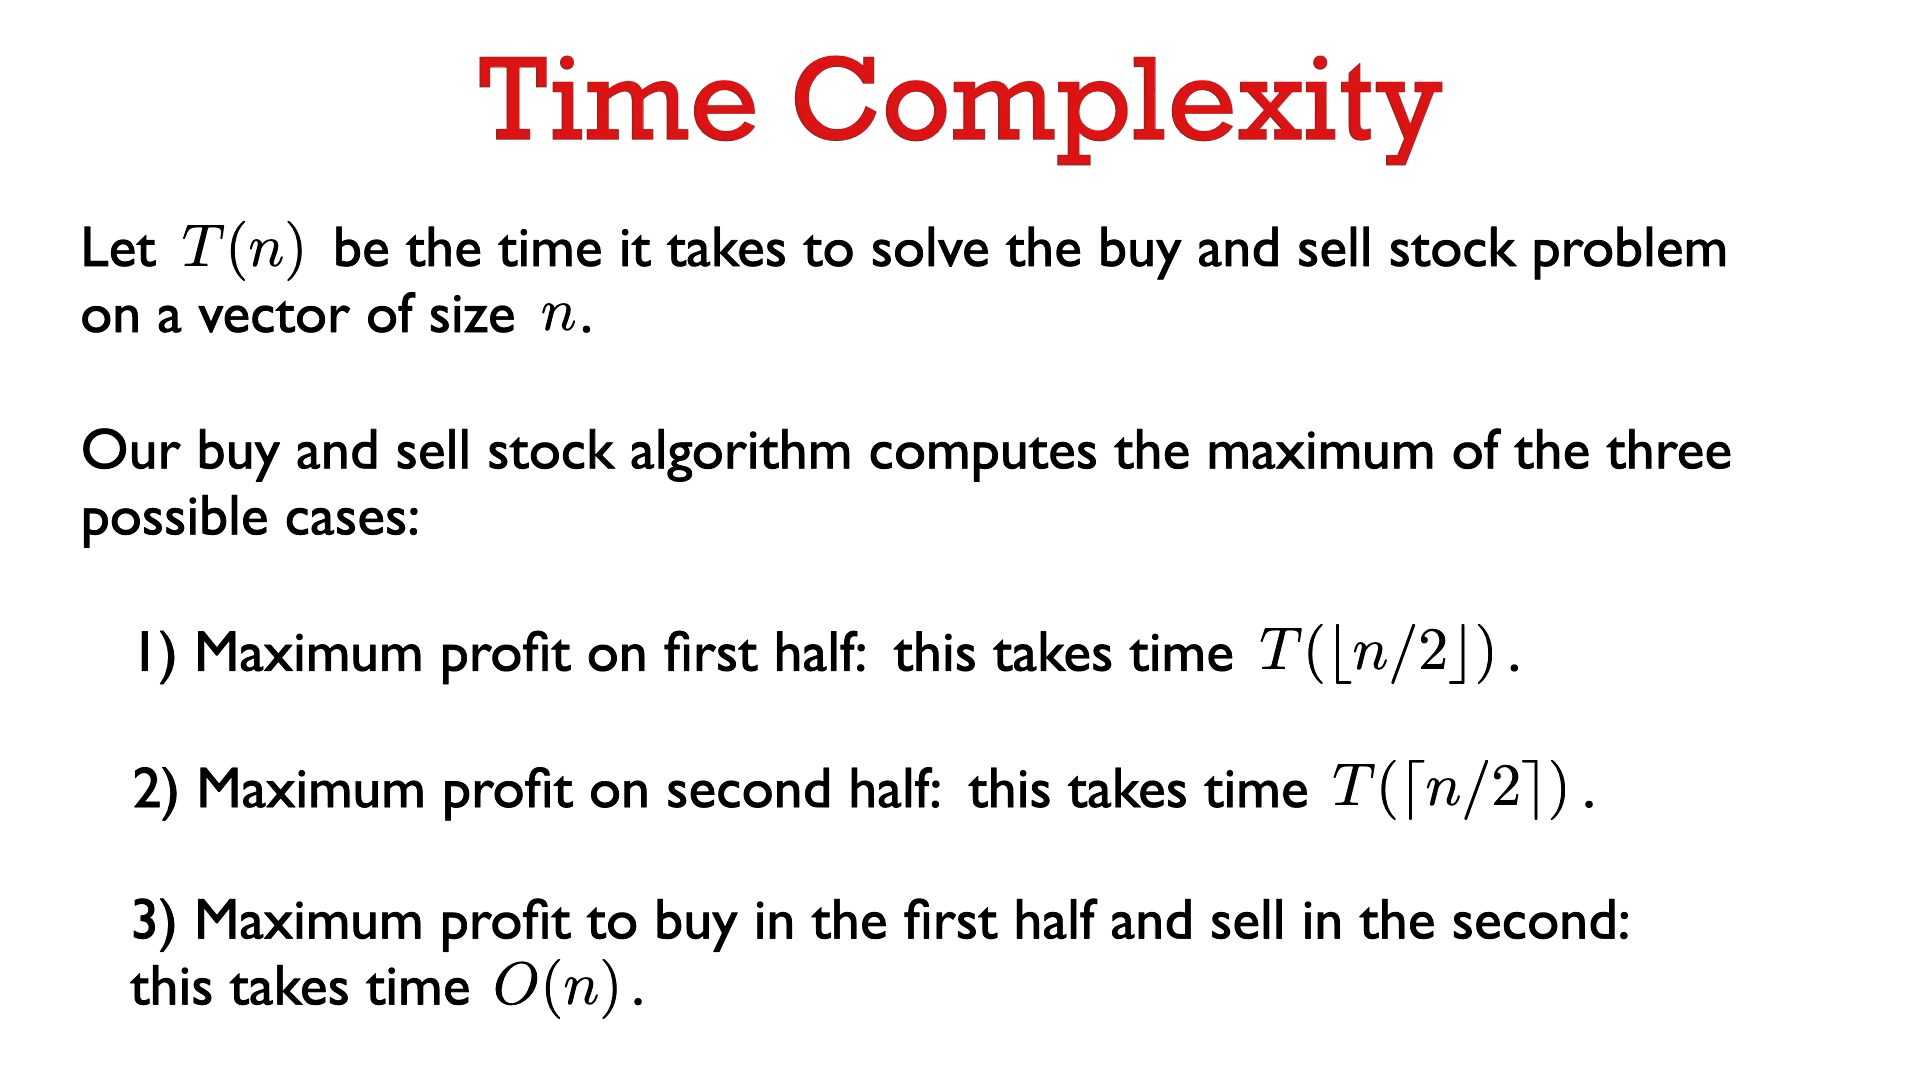 Time Complexity
Let T(n) be the time it takes to solve the buy and sell stock problem
on a vector of size n.
Our buy and sell stock algorithm computes the maximum of the three
possible cases:
1) Maximum profit on first half: this takes time T(⌊n/2⌋).
2) Maximum profit on second half: this takes time T(⌈n/2⌉).
3) Maximum profit to buy in the first half and sell in the second:
this takes time O(n).